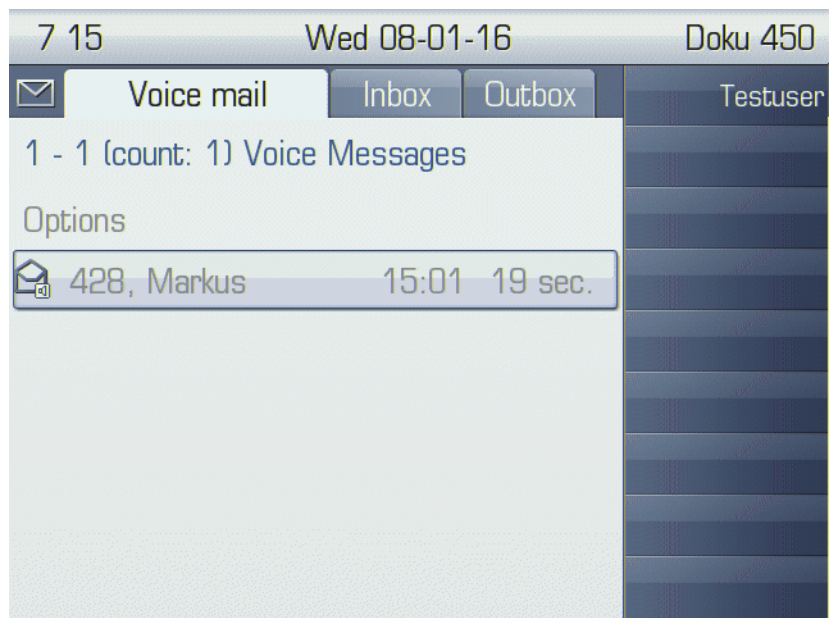 7 15 Wed 08-01-16 Doku 450
Voice mail Inbox Outbox Testuser
1 - 1 (count: 1) Voice Messages
Options
428, Markus 15:01 19 sec.